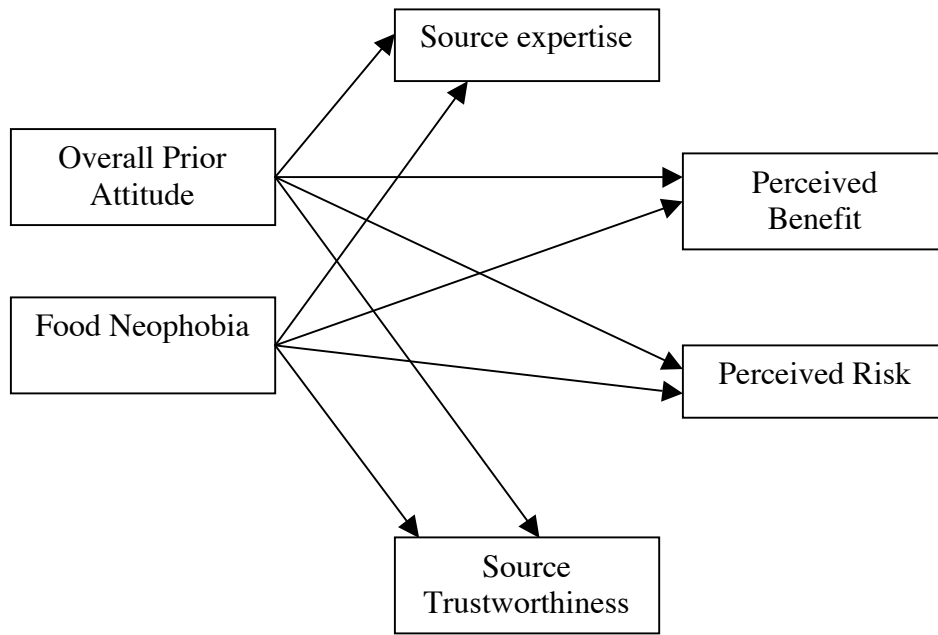 Source expertise
Overall Prior
Attitude
Perceived
Benefit
Food Neophobia
Perceived Risk
Source
Trustworthiness